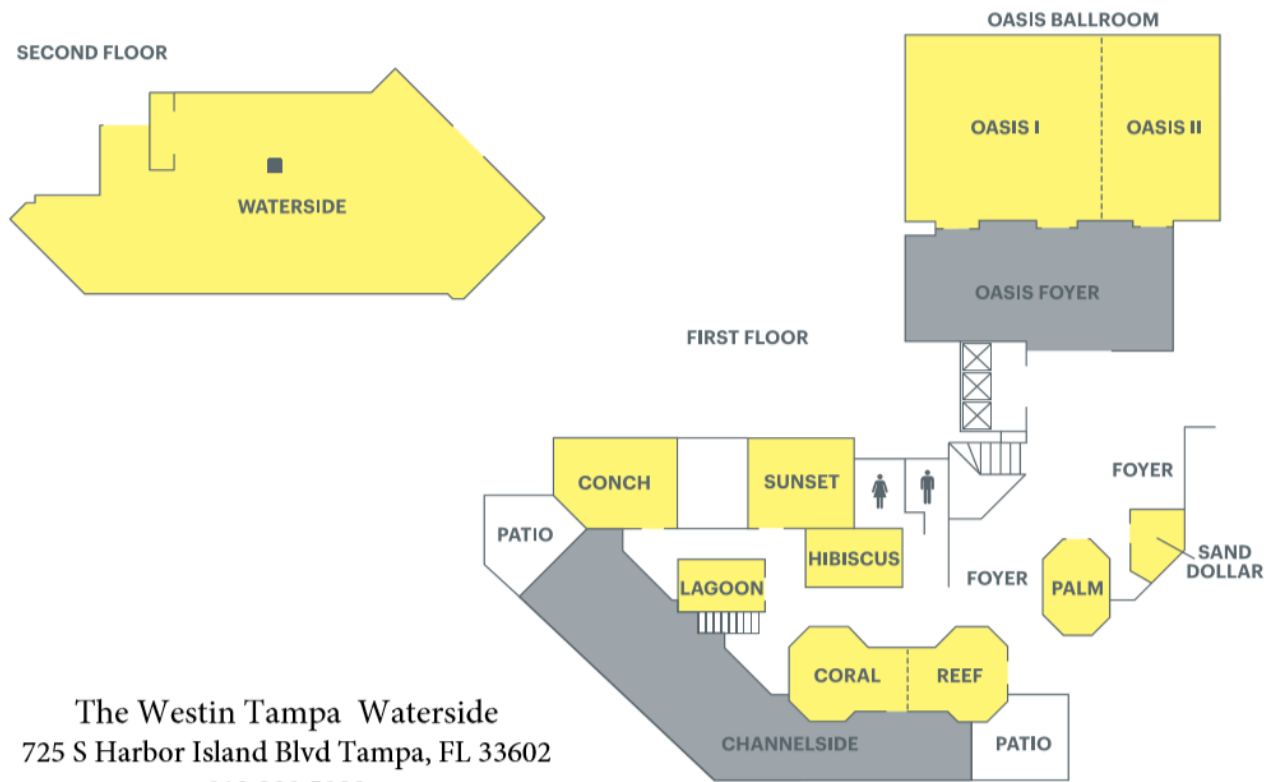 OASIS BALLROOM
SECOND FLOOR
OASIS I
OASIS II
WATERSIDE
OASIS FOYER
FIRST FLOOR
FOYER
CONCH
SUNSET
PATIO
HIBISCUS
SAND
DOLLAR
LAGOON
FOYER
PALM
CORAL
REEF
The Westin Tampa Waterside
CHANNELSIDE
PATIO
725 S Harbor Island Blvd Tampa, FL 33602